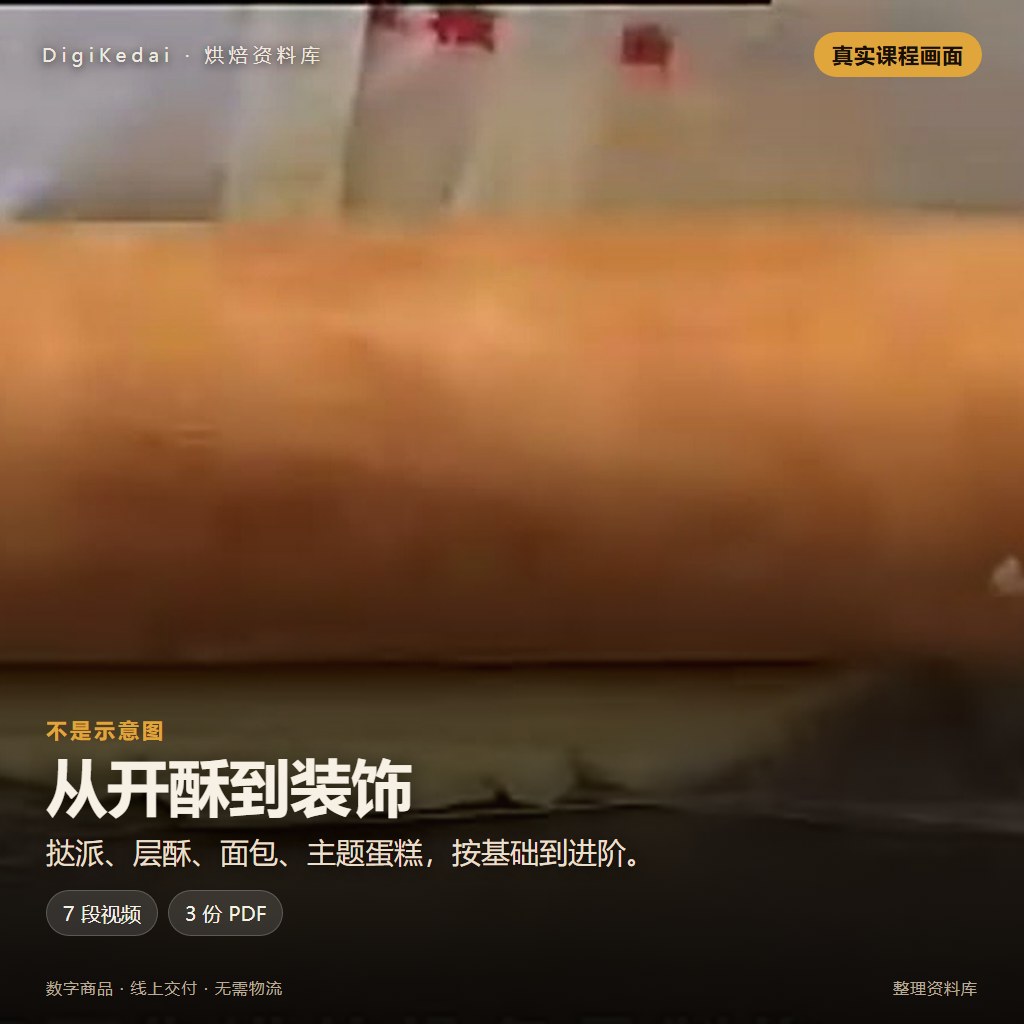 DigiKedai · 烘焙资料库
真实课程画面
不是示意图
从开酥到装饰
挞派、层酥、面包、主题蛋糕，按基础到进阶。
7 段视频
3 份 PDF
数字商品 · 线上交付 · 无需物流
整理资料库